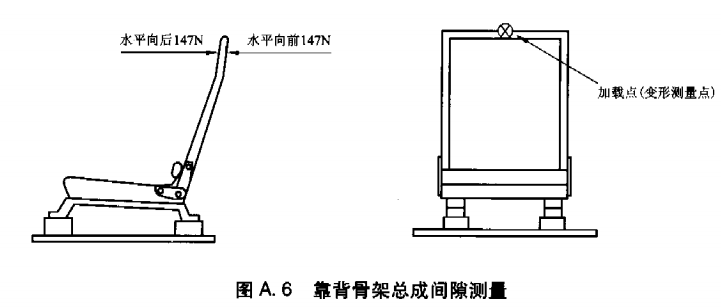 水平向后147N 水平向前147N
加载点(变形测量点)
图 A.6 靠背骨架总成间隙测量